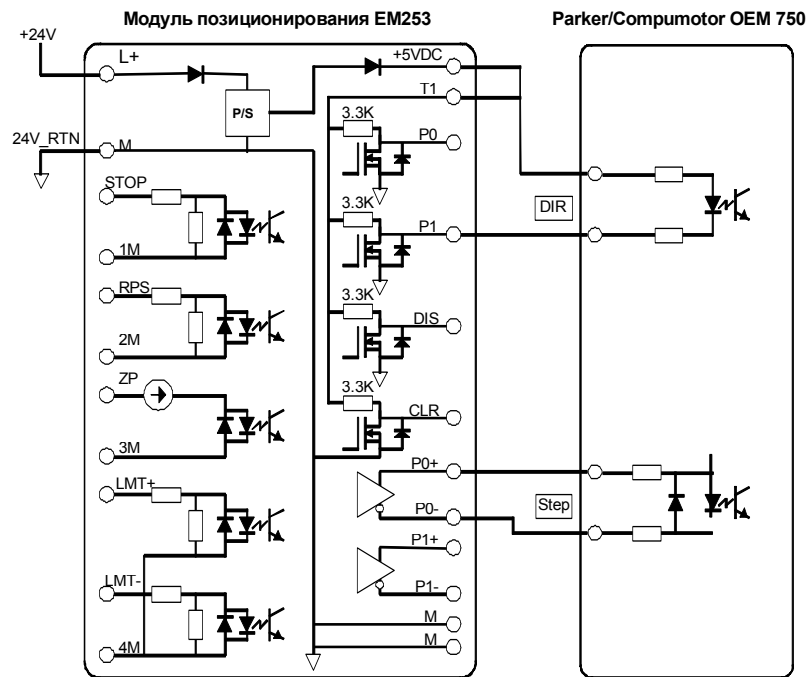 Модуль позиционирования EM253
Parker/Compumotor OEM 750
+24V
L+
+5VDC
T1
P/S
3.3K
P0
24V_RTN
M
STOP
1M
3.3K
P1
DIR
RPS
2M
3.3K
DIS
ZP
3M
3.3K
CLR
LMT+
P0+
P0-
Step
P1+
P1-
LMT-
4M
M
M